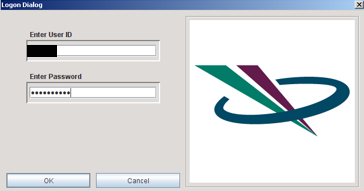 Logon Dialog
Enter User ID
Enter Password
••••••••••
OK
Cancel